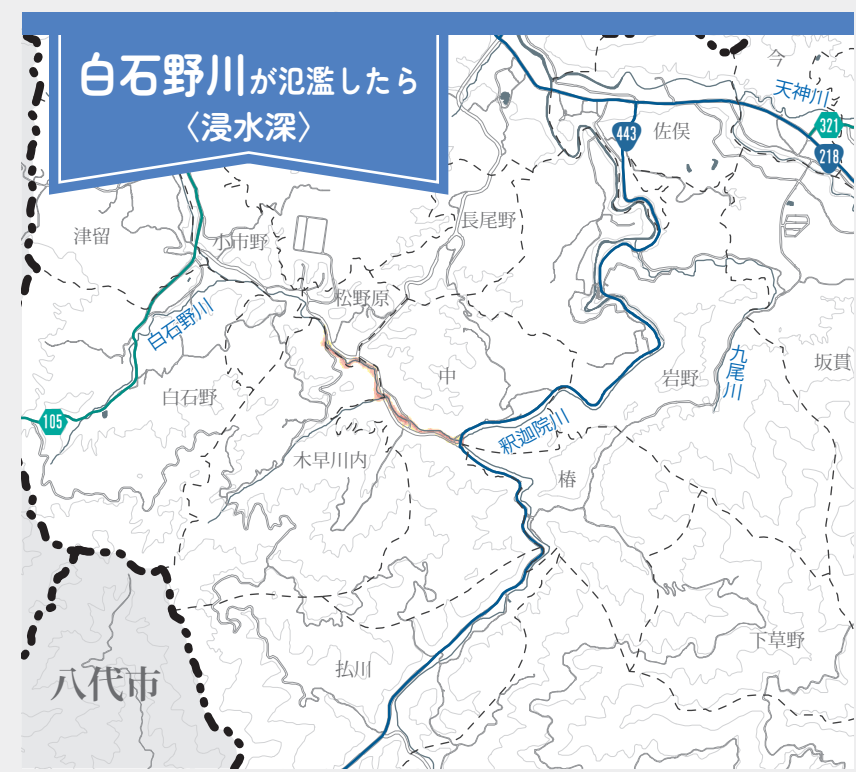 白石野川が氾濫したら
〈浸水深〉
今
天神川
321
443
佐俣
218
長尾野
津留
小市野
松野原
白石野川
九尾川
坂貫
中
岩野
白石野
105
釈迦院川
木早川内
椿
下草野
払川
八代市